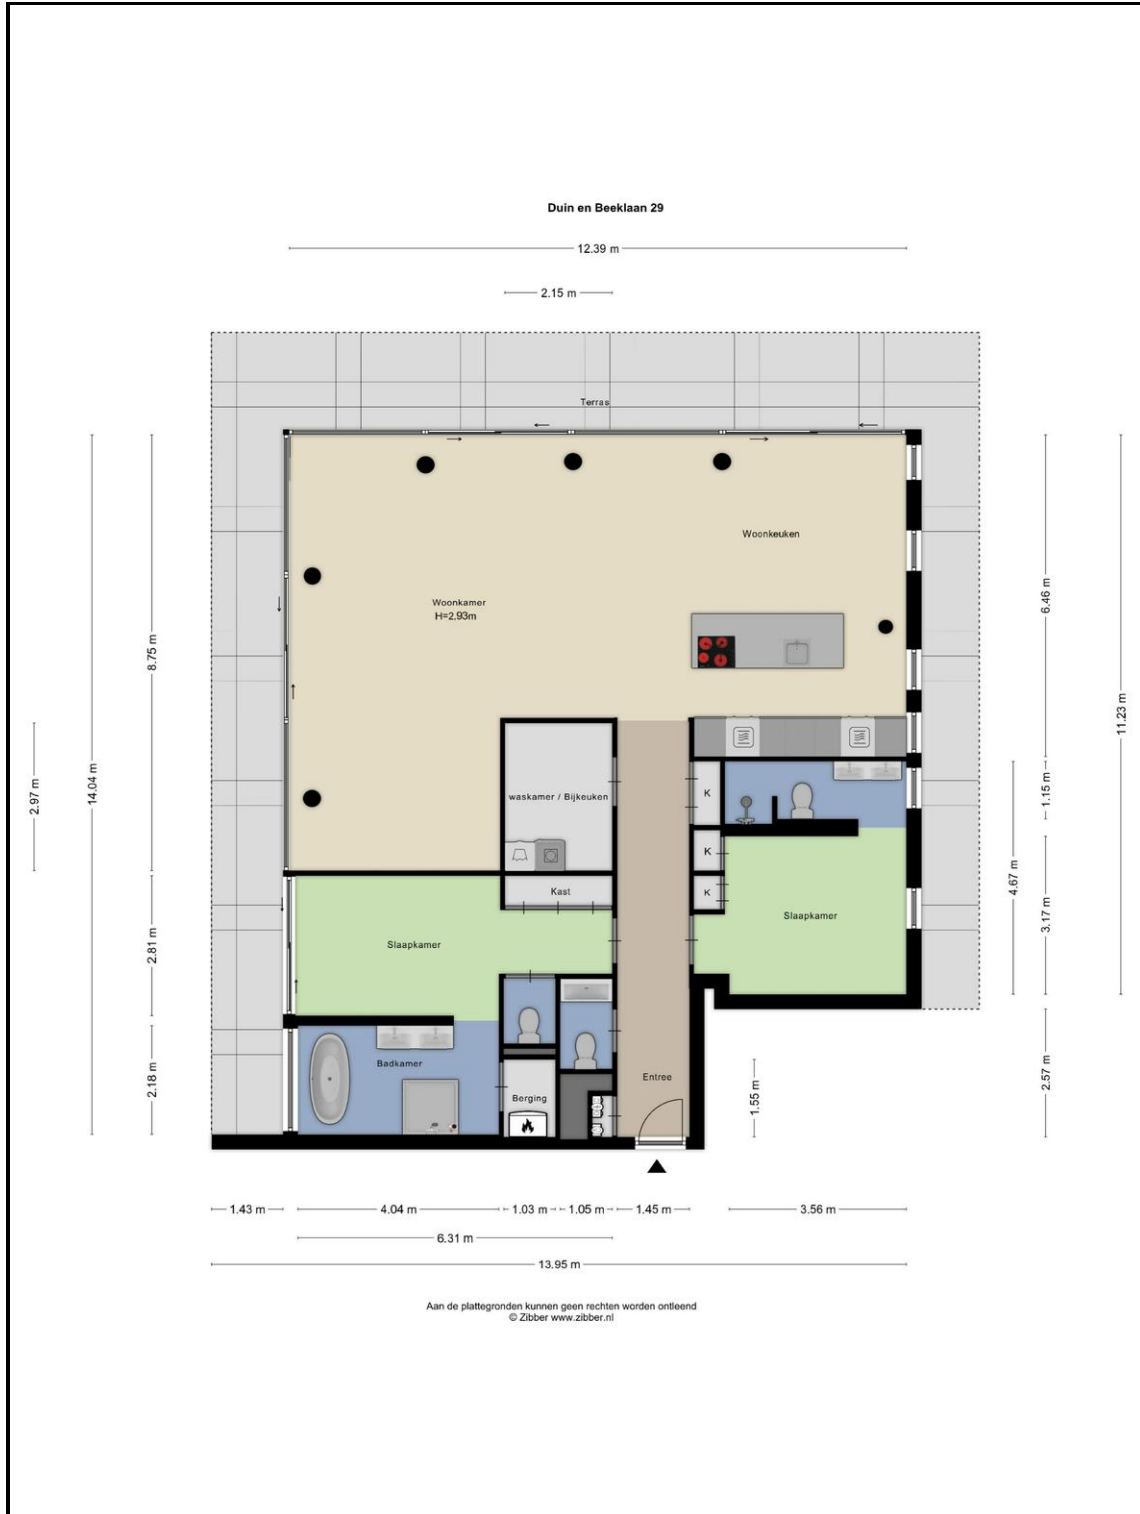 Duin en Beeklaan 29
12.39 m
2.15 m
Terras
Woonkeuken
Woonkamer
H=2,93m
8.75 m
6.46 m
11.23 m
2.97 m
14.04 m
1.15 m
waskamer / Bijkeuken
K
K
K
Kast
4.67 m
3.17 m
Slaapkamer
Slaapkamer
2.81 m
Badkamer
Entree
Berging
2.18 m
1.55 m
2.57 m
1.43 m
4.04 m
1.03 m
1.05 m
1.45 m
3.56 m
6.31 m
13.95 m
Aan de plattegronden kunnen geen rechten worden ontleend
© Zibber www.zibber.nl